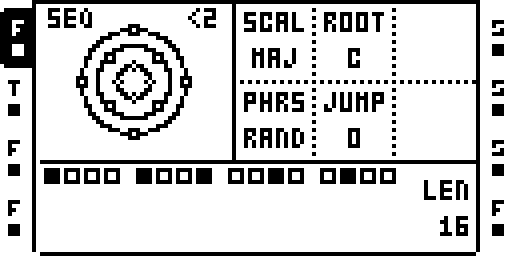 SEQ <2
SCAL ROOT
MAJ C
PHRS JUMP
RAND 0
LEN
16
F
T
F
F
S
S
S
F